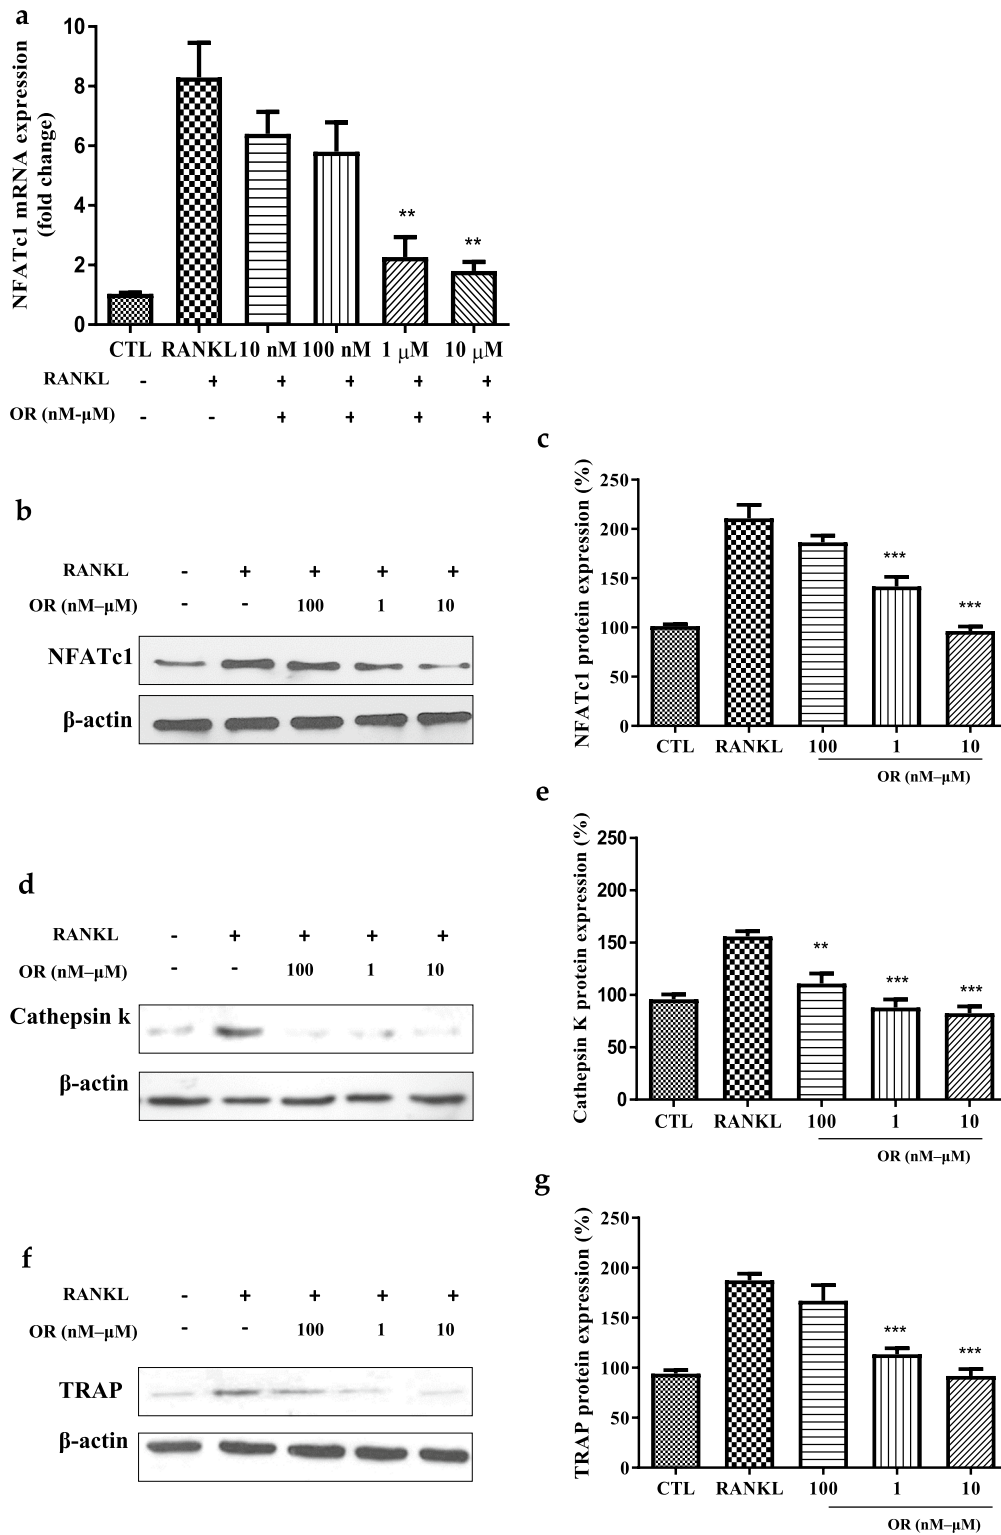 a
NFATc1 mRNA expression
(fold change)
10
8
6
4
2
0
**
**
CTL RANKL 10 nM 100 nM 1 μM 10 μM
RANKL - + + + + +
OR (nM-μM) - - + + + +
b
RANKL - + + + +
OR (nM–μM) - - 100 1 10
NFATc1
β-actin
c
NFATc1 protein expression (%)
250
200
150
100
50
0
***
***
CTL RANKL 100 1 10
OR (nM–μM)
d
RANKL - + + + +
OR (nM–μM) - - 100 1 10
Cathepsin k
β-actin
e
Cathepsin K protein expression (%)
250
200
150
100
50
0
**
***
***
CTL RANKL 100 1 10
OR (nM–μM)
f
RANKL - + + + +
OR (nM–μM) - - 100 1 10
TRAP
β-actin
g
TRAP protein expression (%)
250
200
150
100
50
0
***
***
CTL RANKL 100 1 10
OR (nM–μM)